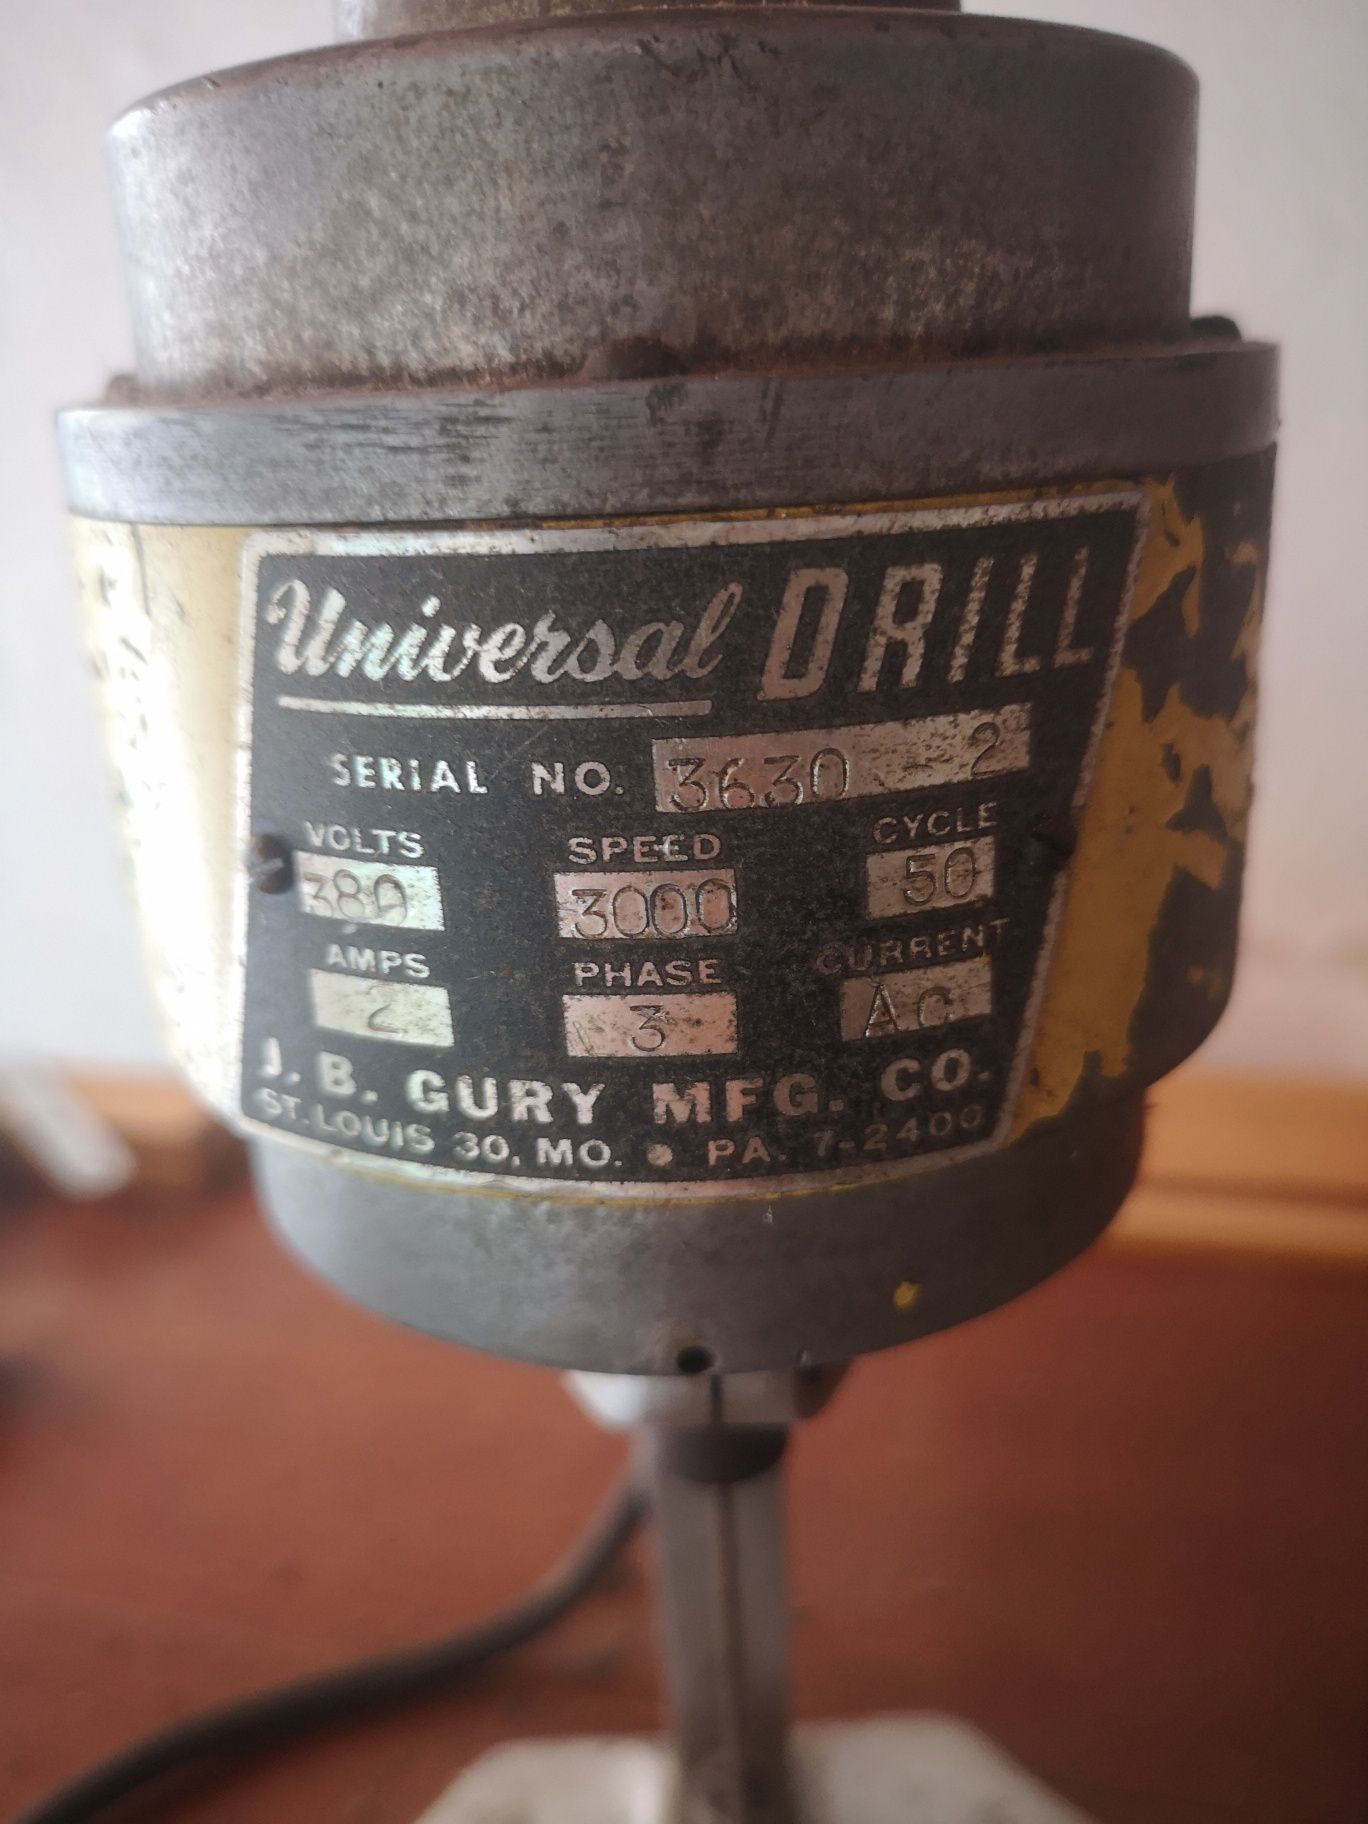 Universal DRILL
SERIAL NO. 3630 2
VOLTS SPEED CYCLE
380 3000 50
AMPS PHASE CURRENT
2 3 AC
J. B. GURY MFG. CO.
ST. LOUIS 30, MO. • PA. 7-2400